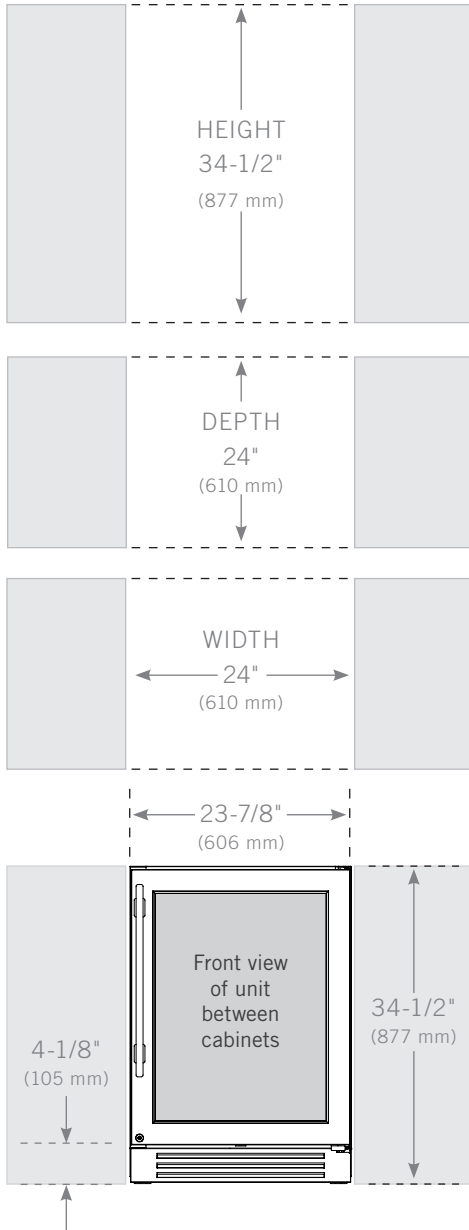 HEIGHT
34-1/2"
(877 mm)
DEPTH
24"
(610 mm)
WIDTH
24"
(610 mm)
23-7/8"
(606 mm)
Front view
of unit
between
cabinets
34-1/2"
(877 mm)
4-1/8"
(105 mm)